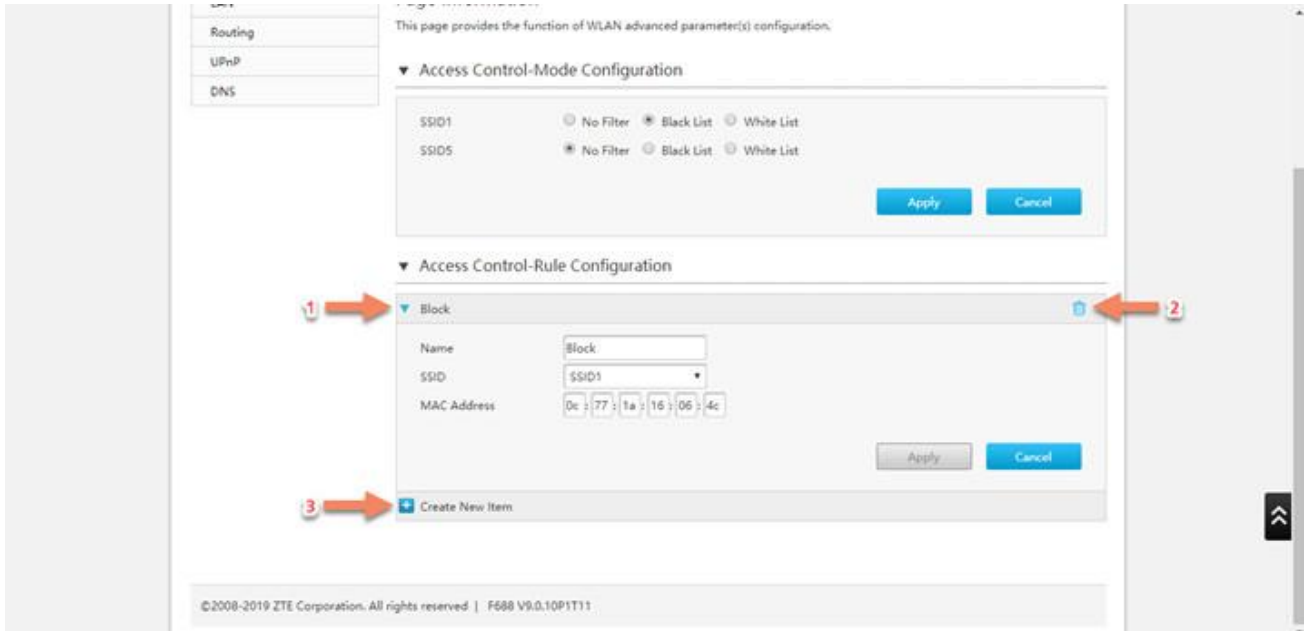 LAN
Page Information
Routing
This page provides the function of WLAN advanced parameter(s) configuration.
UPnP
DNS
▼ Access Control-Mode Configuration
SSID1 No Filter Black List White List
SSID5 No Filter Black List White List
Apply Cancel
▼ Access Control-Rule Configuration
1 ▼ Block 2
Name Block
SSID SSID1
MAC Address 0c : 77 : 1a : 16 : 06 : 4c
Apply Cancel
3 + Create New Item
©2008-2019 ZTE Corporation. All rights reserved | F688 V9.0.10P1T11